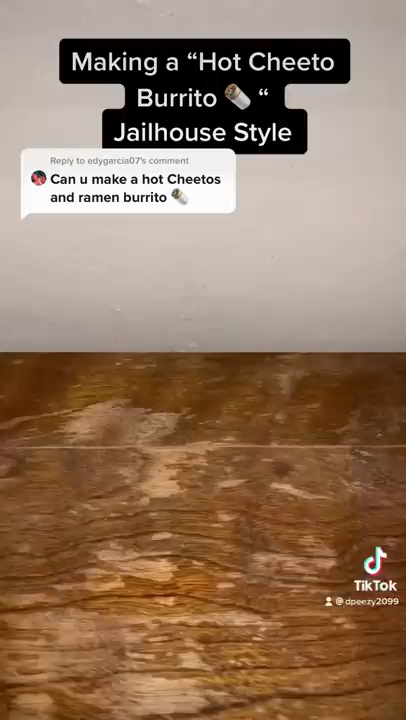 Making a “Hot Cheeto
Burrito 🌯 “
Jailhouse Style
Reply to edygarcia07's comment
Can u make a hot Cheetos
and ramen burrito 🌯
TikTok
@dpeezy2099